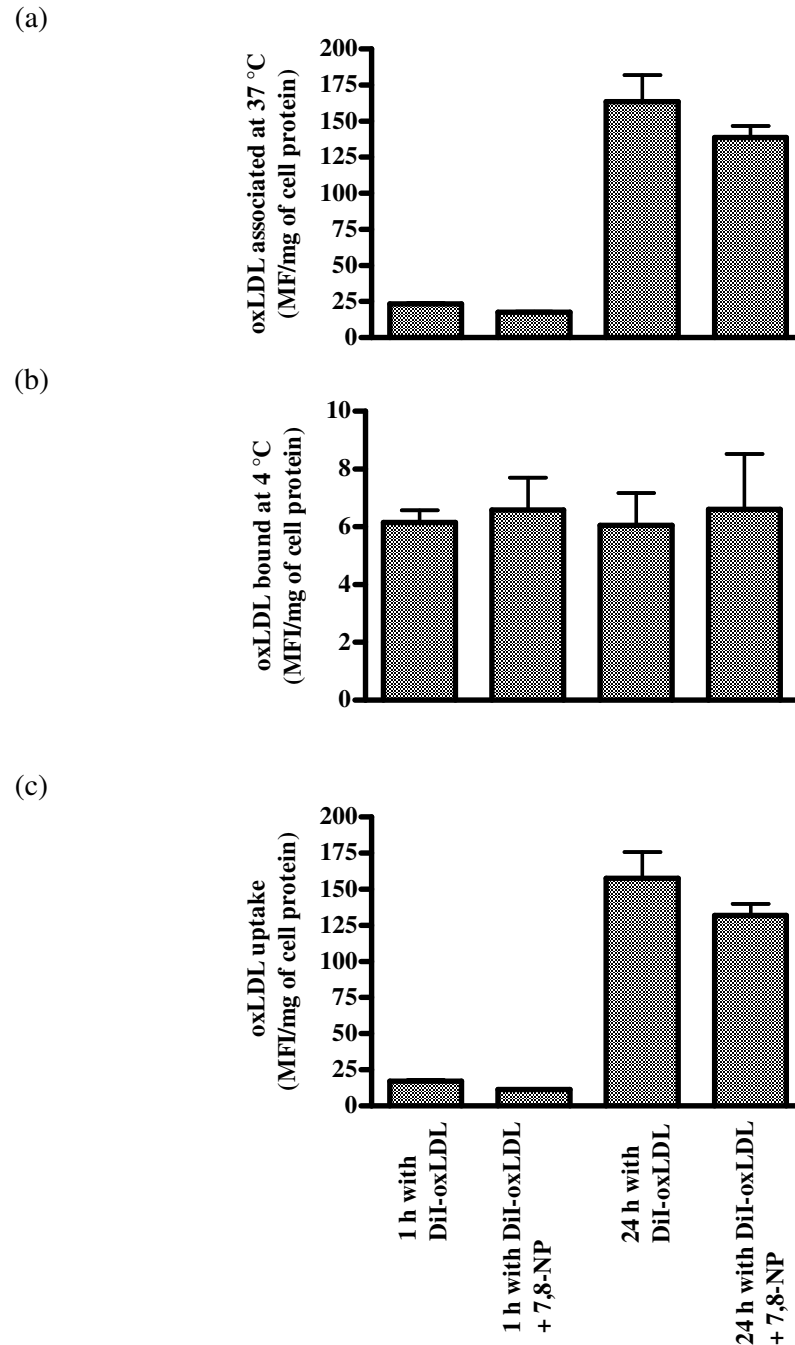 (a)
oxLDL associated at 37 °C
(MF/mg of cell protein)
200
175
150
125
100
75
50
25
0
(b)
oxLDL bound at 4 °C
(MFI/mg of cell protein)
10
8
6
4
2
0
(c)
oxLDL uptake
(MFI/mg of cell protein)
200
175
150
125
100
75
50
25
0
1 h with
DiI-oxLDL
1 h with DiI-oxLDL
+ 7,8-NP
24 h with
DiI-oxLDL
24 h with DiI-oxLDL
+ 7,8-NP